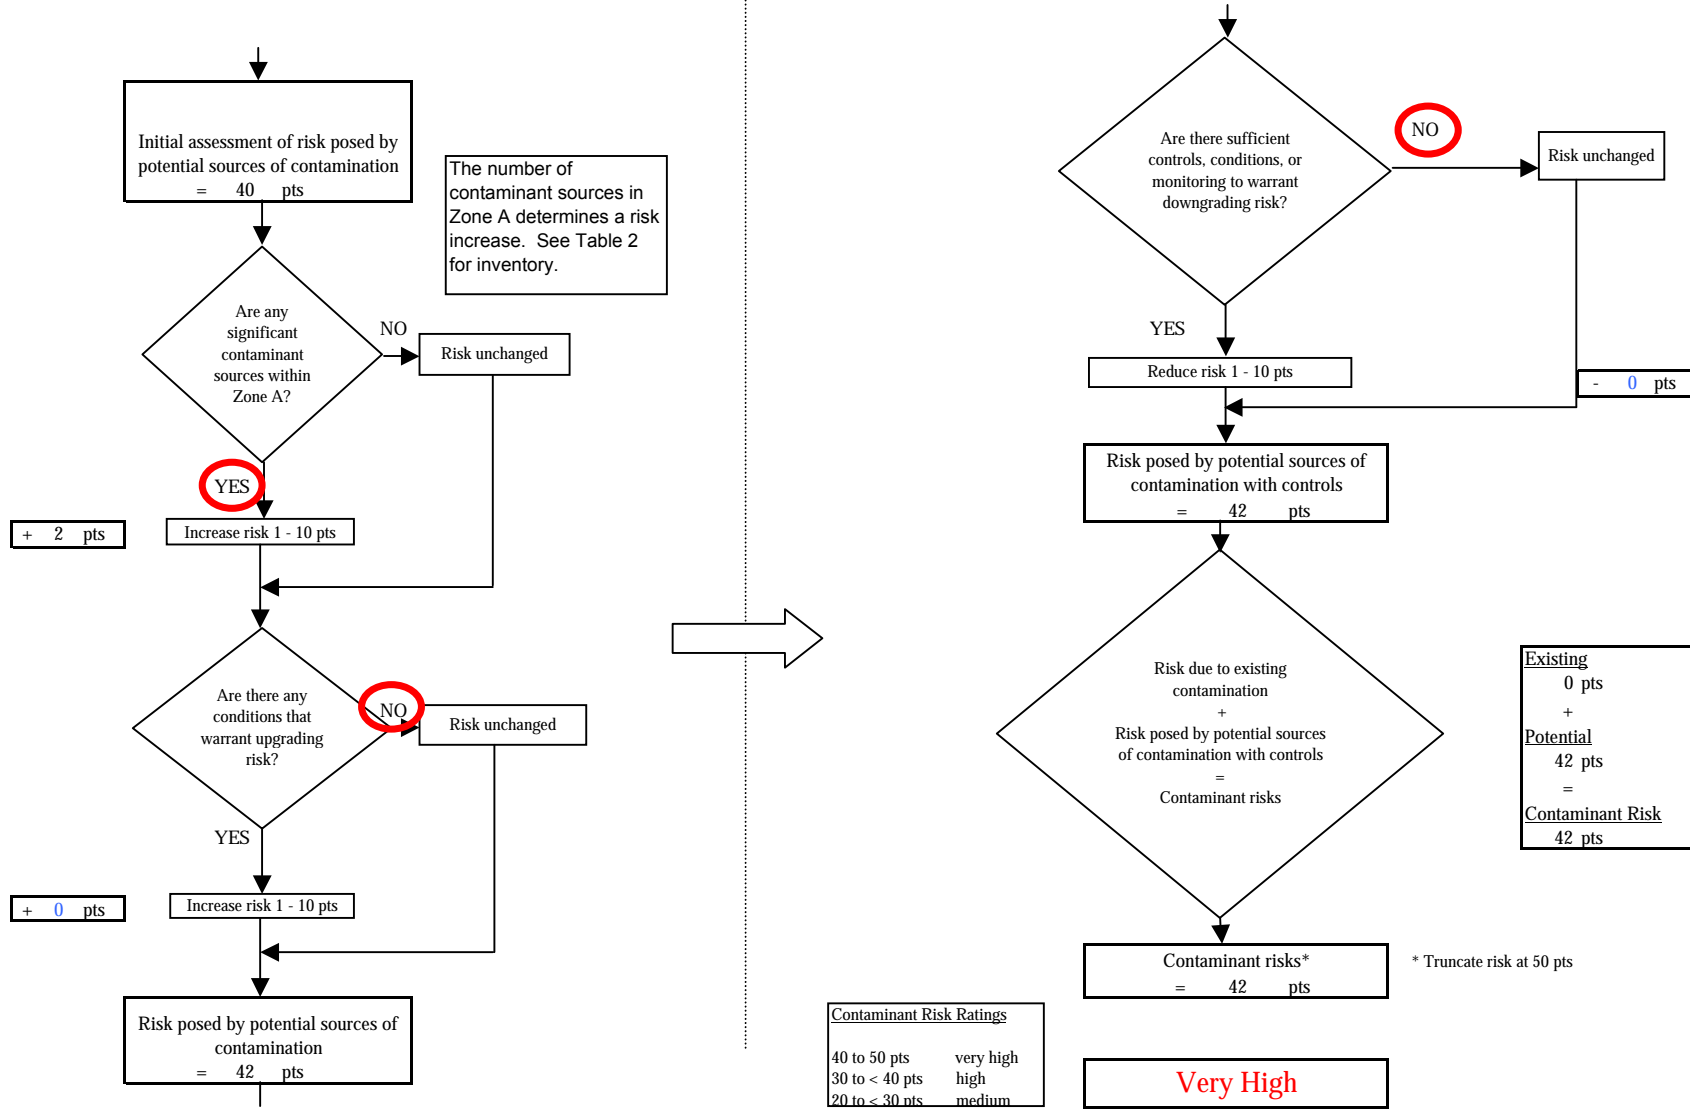 Initial assessment of risk posed by
potential sources of contamination
= 40 pts
The number of
contaminant sources in
Zone A determines a risk
increase. See Table 2
for inventory.
Are any
significant
contaminant
sources within
Zone A?
NO
Risk unchanged
YES
+ 2 pts
Increase risk 1 - 10 pts
Are there any
conditions that
warrant upgrading
risk?
NO
Risk unchanged
YES
+ 0 pts
Increase risk 1 - 10 pts
Risk posed by potential sources of
contamination
= 42 pts
Are there sufficient
controls, conditions, or
monitoring to warrant
downgrading risk?
NO
Risk unchanged
YES
Reduce risk 1 - 10 pts
- 0 pts
Risk posed by potential sources of
contamination with controls
= 42 pts
Risk due to existing
contamination
+
Risk posed by potential sources
of contamination with controls
=
Contaminant risks
Existing
0 pts
+
Potential
42 pts
=
Contaminant Risk
42 pts
Contaminant risks*
= 42 pts
* Truncate risk at 50 pts
Contaminant Risk Ratings
40 to 50 pts very high
30 to < 40 pts high
20 to < 30 pts medium
Very High